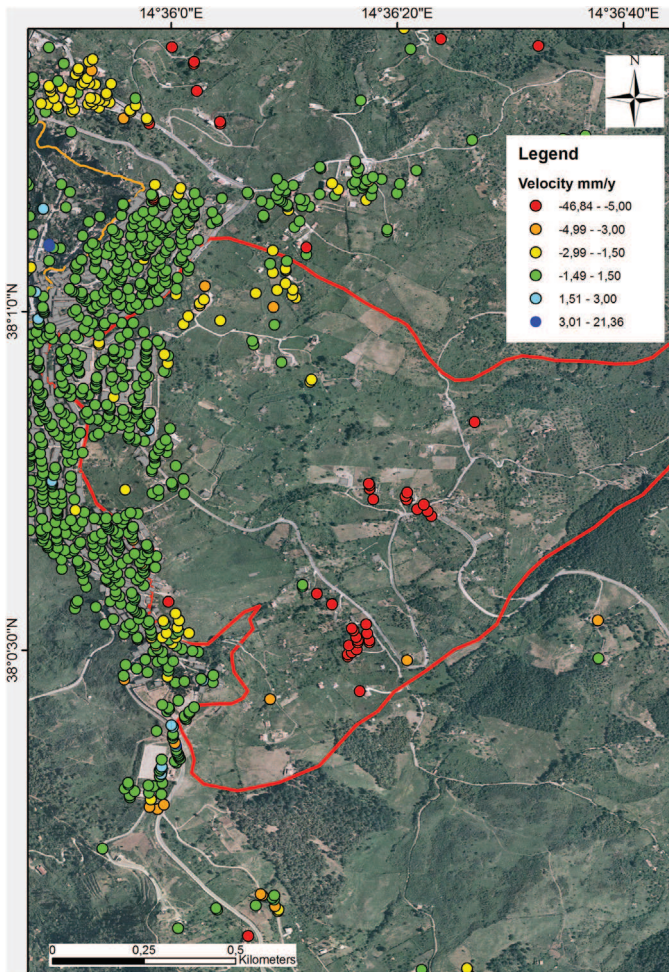 14°36'0"E
14°36'20"E
14°36'40"E
N
Legend
Velocity mm/y
-46,84 - -5,00
-4,99 - -3,00
-2,99 - -1,50
-1,49 - 1,50
1,51 - 3,00
3,01 - 21,36
38°1'0"N
38°0'30"N
0
0,25
0,5
Kilometers